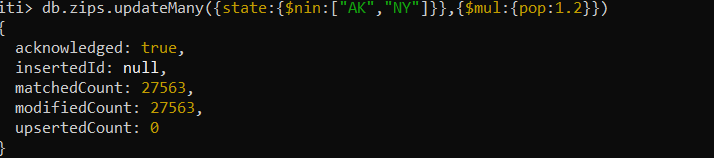 iti> db.zips.updateMany({state:{$nin:["AK","NY"]}},{$mul:{pop:1.2}})
{
  acknowledged: true,
  insertedId: null,
  matchedCount: 27563,
  modifiedCount: 27563,
  upsertedCount: 0
}